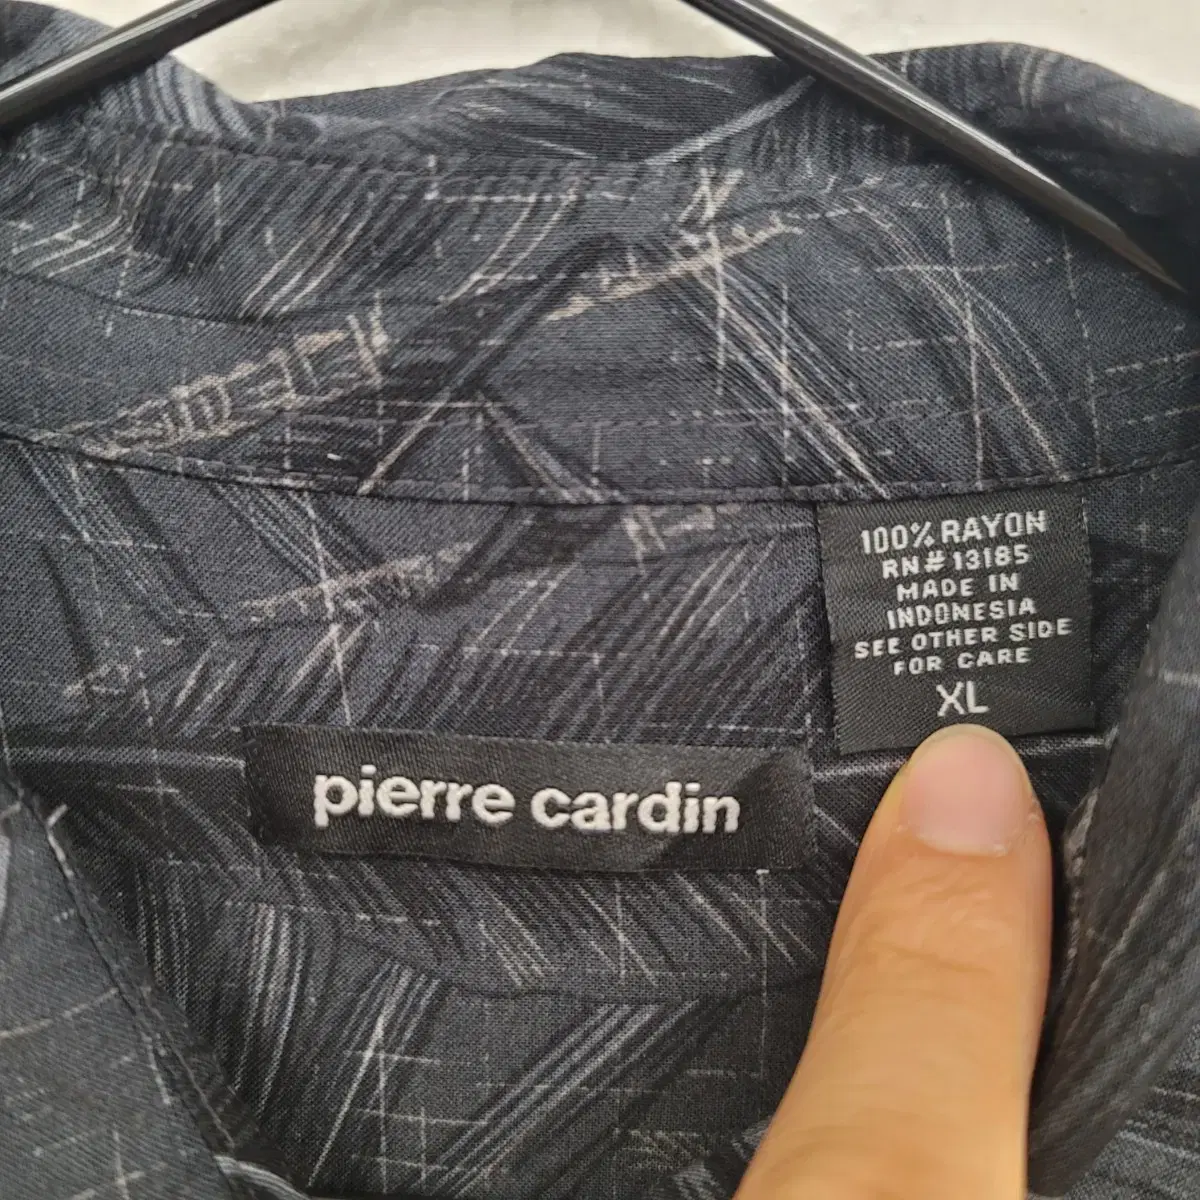 100% RAYON
RN#13185
MADE IN
INDONESIA
SEE OTHER SIDE
FOR CARE
XL
pierre cardin